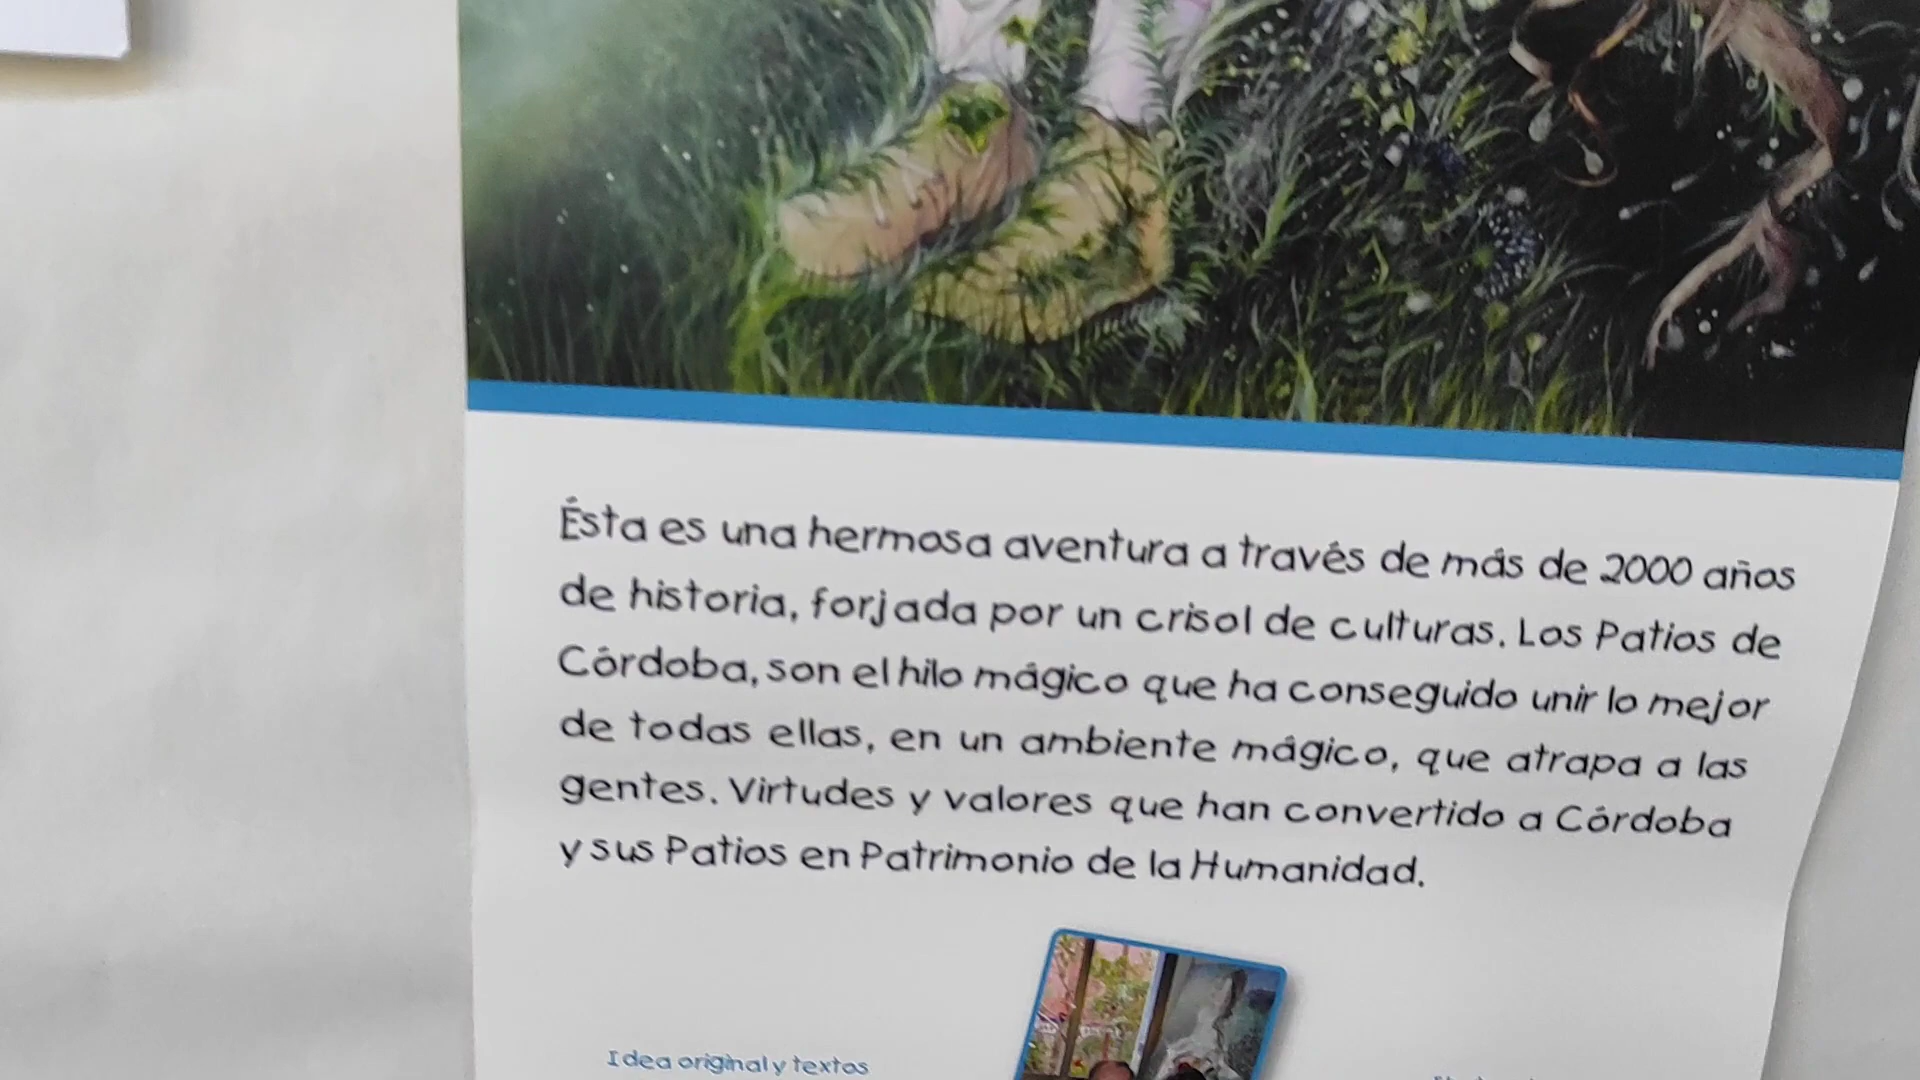 Ésta es una hermosa aventura a través de más de 2000 años
de historia, forjada por un crisol de culturas. Los Patios de
Córdoba, son el hilo mágico que ha conseguido unir lo mejor
de todas ellas, en un ambiente mágico, que atrapa a las
gentes. Virtudes y valores que han convertido a Córdoba
y sus Patios en Patrimonio de la Humanidad.
Idea original y textos